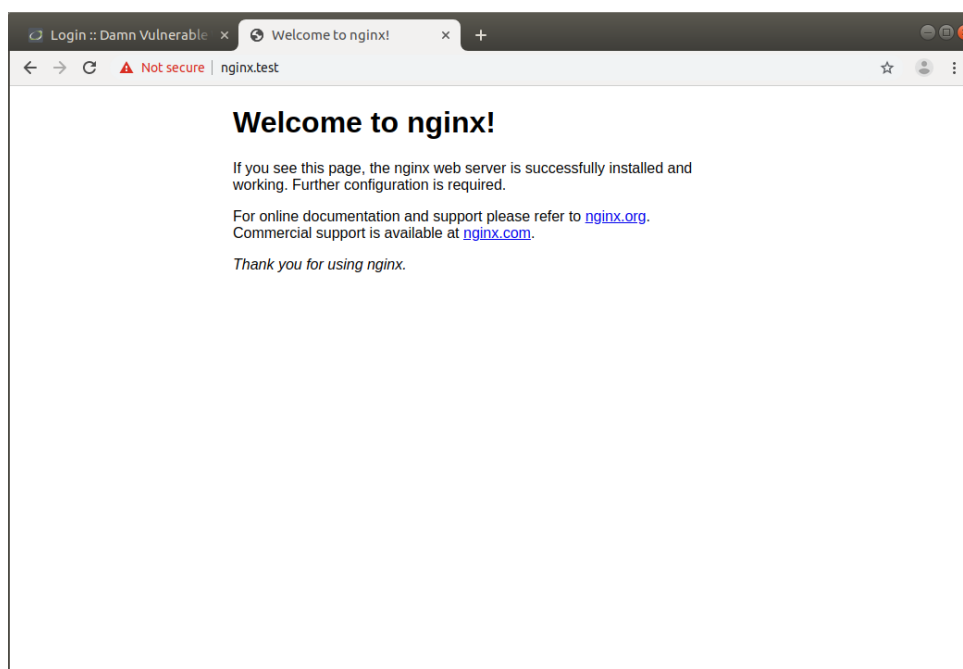 Login :: Damn Vulnerable
Welcome to nginx!
Not secure
nginx.test
Welcome to nginx!
If you see this page, the nginx web server is successfully installed and
working. Further configuration is required.
For online documentation and support please refer to nginx.org.
Commercial support is available at nginx.com.
Thank you for using nginx.